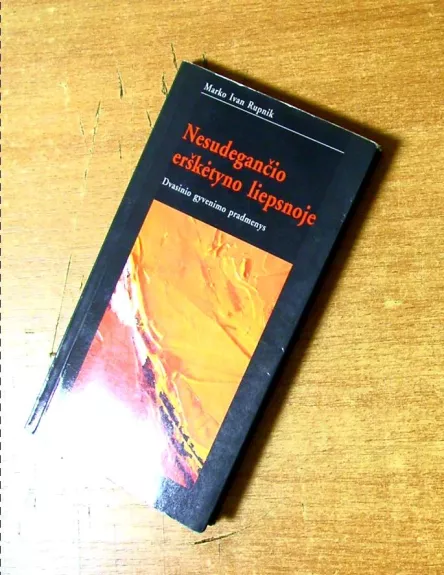 Marko Ivan Rupnik
Nesudegančio
erškėtyno liepsnoje
Dvasinio gyvenimo pradmenys